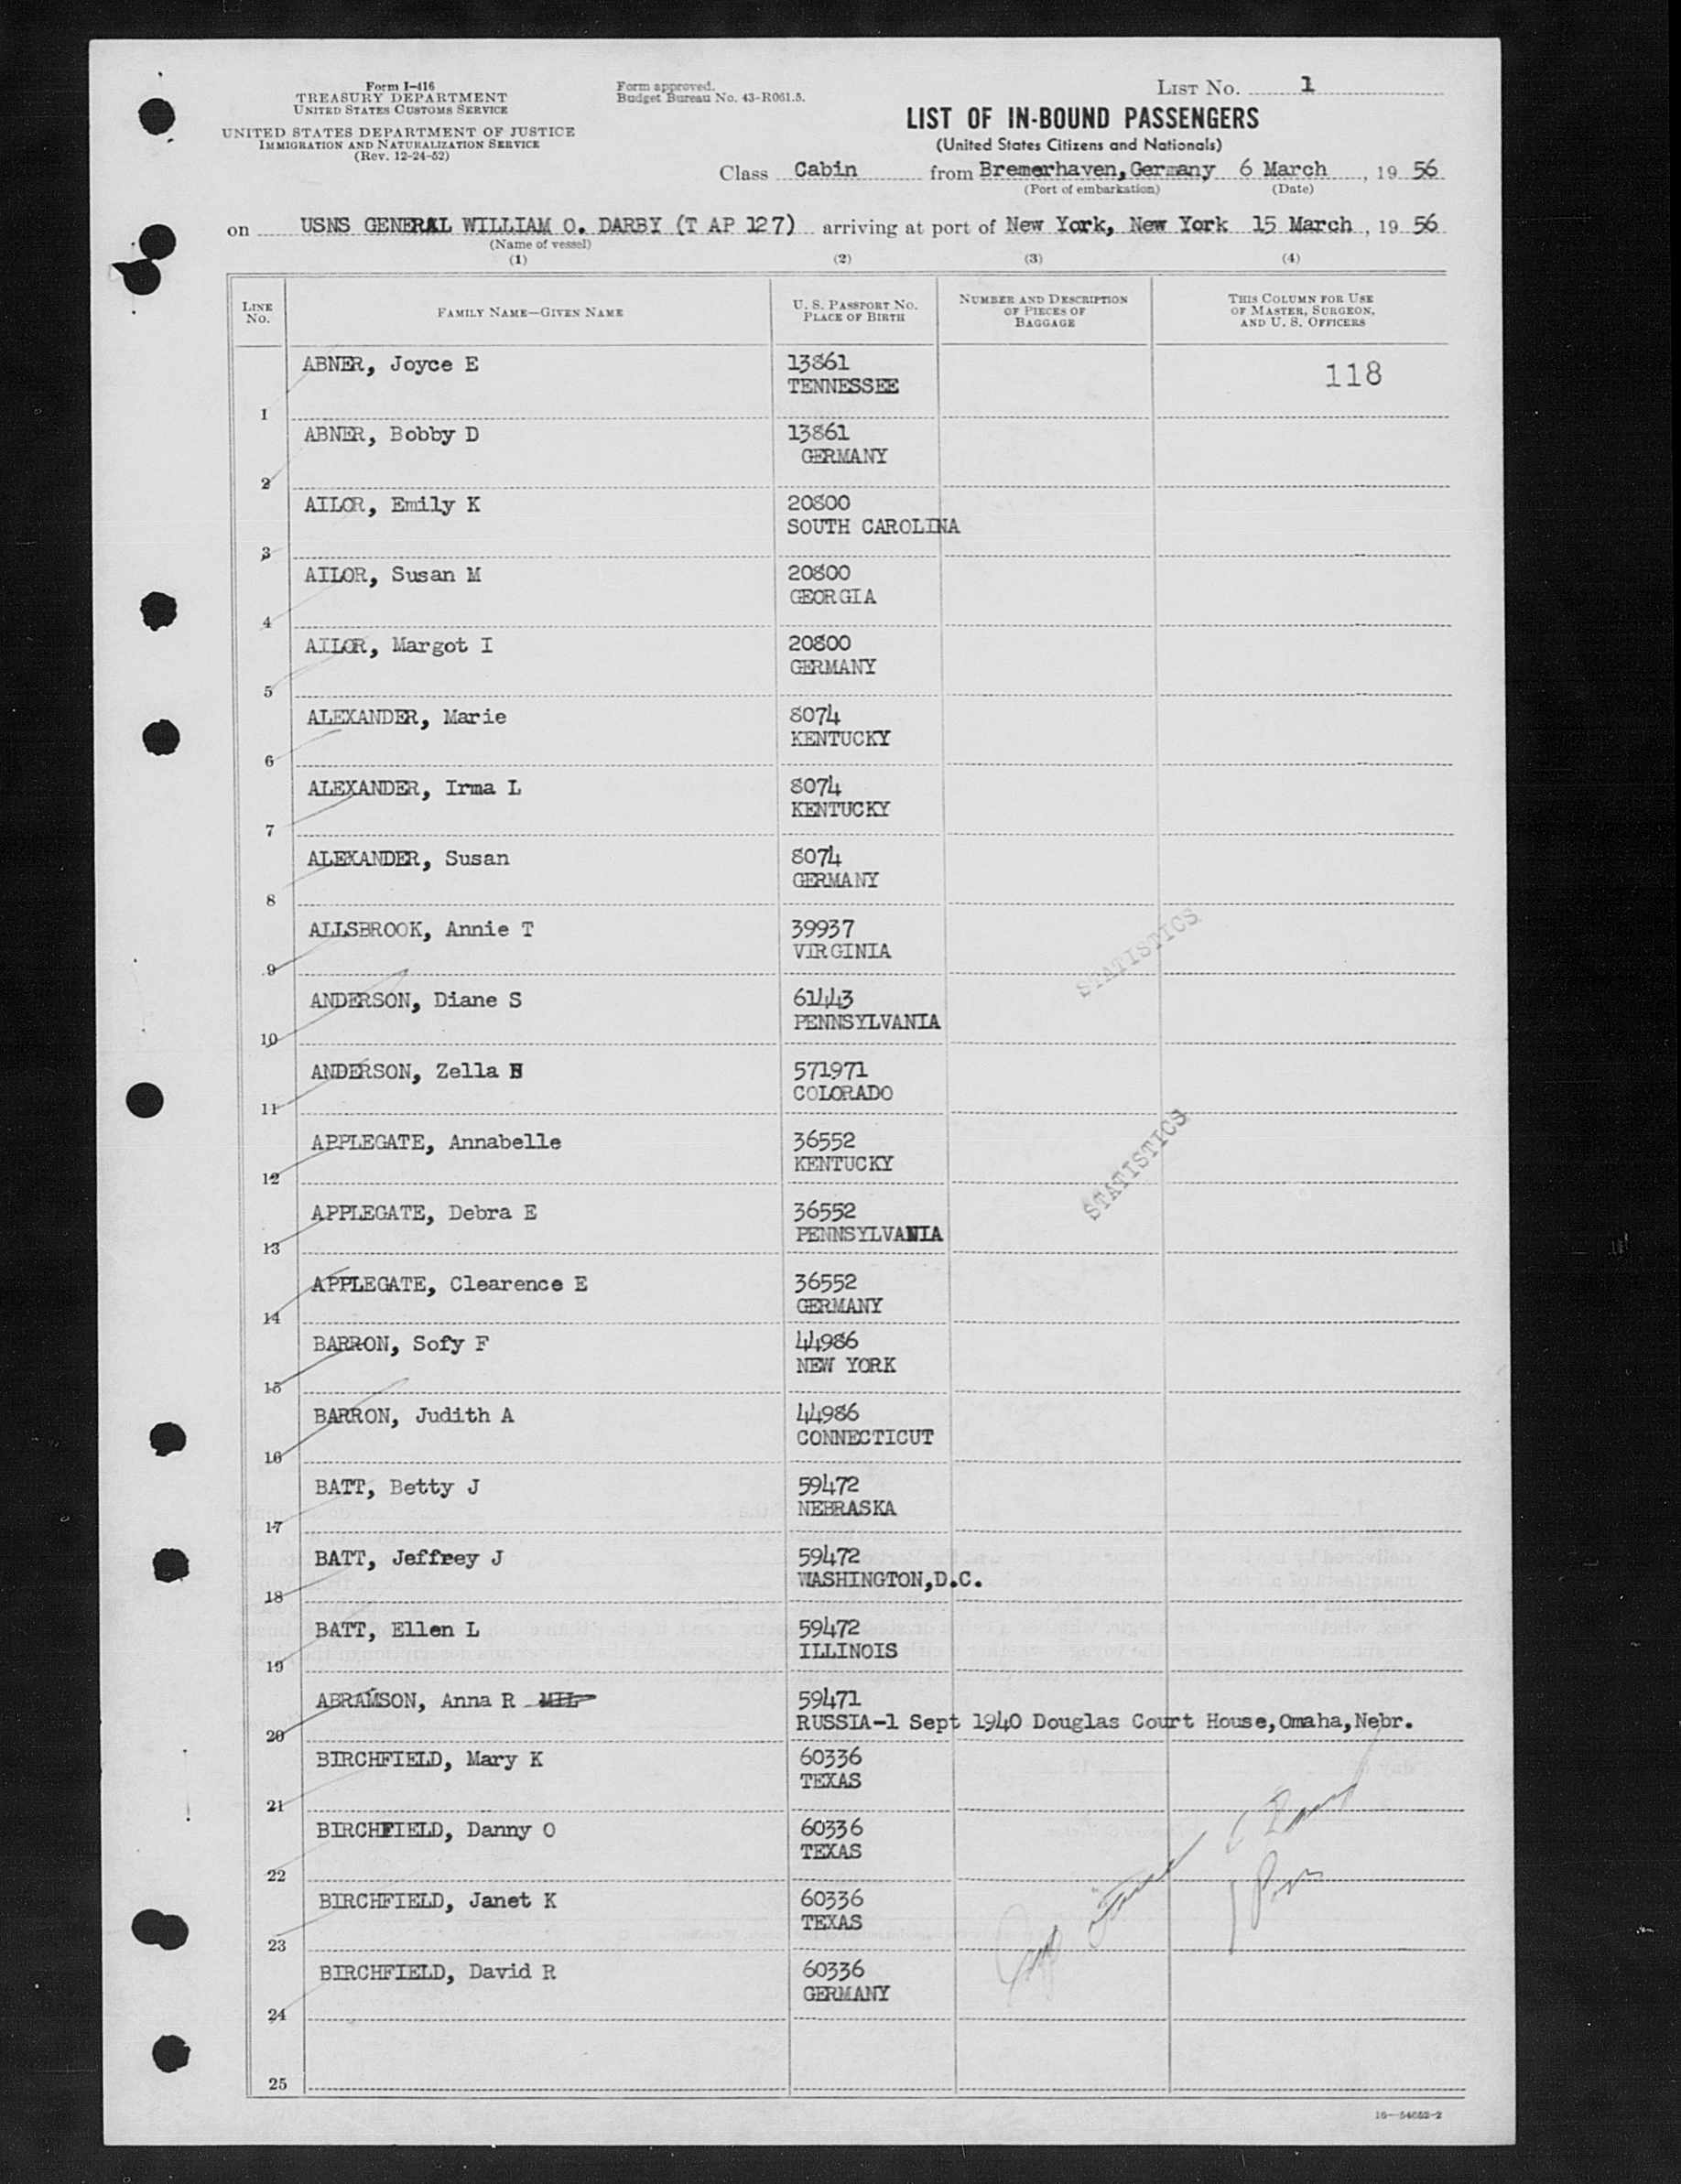 Form I-416
TREASURY DEPARTMENT
UNITED STATES CUSTOMS SERVICE
UNITED STATES DEPARTMENT OF JUSTICE
IMMIGRATION AND NATURALIZATION SERVICE
(Rev. 12-24-52)
Form approved.
Budget Bureau No. 43-R061.5.
LIST NO. 1
LIST OF IN-BOUND PASSENGERS
(United States Citizens and Nationals)
Class Cabin from Bremerhaven, Germany 6 March, 19 56
(Port of embarkation) (Date)
on USNS GENERAL WILLIAM O. DARBY (T AP 127) arriving at port of New York, New York 15 March, 19 56
(Name of vessel)
(1) (2) (3) (4)
LINE NO.
FAMILY NAME—GIVEN NAME
U. S. PASSPORT NO.
PLACE OF BIRTH
NUMBER AND DESCRIPTION
OF PIECES OF
BAGGAGE
THIS COLUMN FOR USE
OF MASTER, SURGEON,
AND U. S. OFFICERS
ABNER, Joyce E 13861 118
TENNESSEE
1
ABNER, Bobby D 13861
GERMANY
2
AILOR, Emily K 20800
SOUTH CAROLINA
3
AILOR, Susan M 20800
GEORGIA
4
AILOR, Margot I 20800
GERMANY
5
ALEXANDER, Marie 8074
KENTUCKY
6
ALEXANDER, Irma L 8074
KENTUCKY
7
ALEXANDER, Susan 8074
GERMANY
8
ALLSBROOK, Annie T 39937
VIRGINIA
9
STATISTICS
ANDERSON, Diane S 61443
PENNSYLVANIA
10
ANDERSON, Zella H 571971
COLORADO
11
APPLEGATE, Annabelle 36552
KENTUCKY
12
STATISTICS
APPLEGATE, Debra E 36552
PENNSYLVANIA
13
APPLEGATE, Clearence E 36552
GERMANY
14
BARRON, Sofy F 44986
NEW YORK
15
BARRON, Judith A 44986
CONNECTICUT
16
BATT, Betty J 59472
NEBRASKA
17
BATT, Jeffrey J 59472
WASHINGTON,D.C.
18
BATT, Ellen L 59472
ILLINOIS
19
ABRAMSON, Anna R MIL 59471
RUSSIA-1 Sept 1940 Douglas Court House,Omaha,Nebr.
20
BIRCHFIELD, Mary K 60336
TEXAS
21
BIRCHFIELD, Danny O 60336
TEXAS
22
BIRCHFIELD, Janet K 60336
TEXAS
23
BIRCHFIELD, David R 60336
GERMANY
24
25
16—54652-2